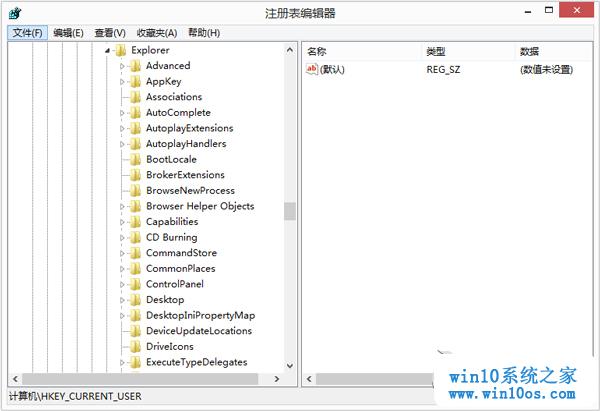 注册表编辑器
文件(F) 编辑(E) 查看(V) 收藏夹(A) 帮助(H)
Explorer
Advanced
AppKey
Associations
AutoComplete
AutoplayExtensions
AutoplayHandlers
BootLocale
BrokerExtensions
BrowseNewProcess
Browser Helper Objects
Capabilities
CD Burning
CommandStore
CommonPlaces
ControlPanel
Desktop
DesktopIniPropertyMap
DeviceUpdateLocations
DriveIcons
ExecuteTypeDelegates
名称 类型 数据
ab (默认) REG_SZ (数值未设置)
计算机\HKEY_CURRENT_USER
win10系统之家
www.win10os.com